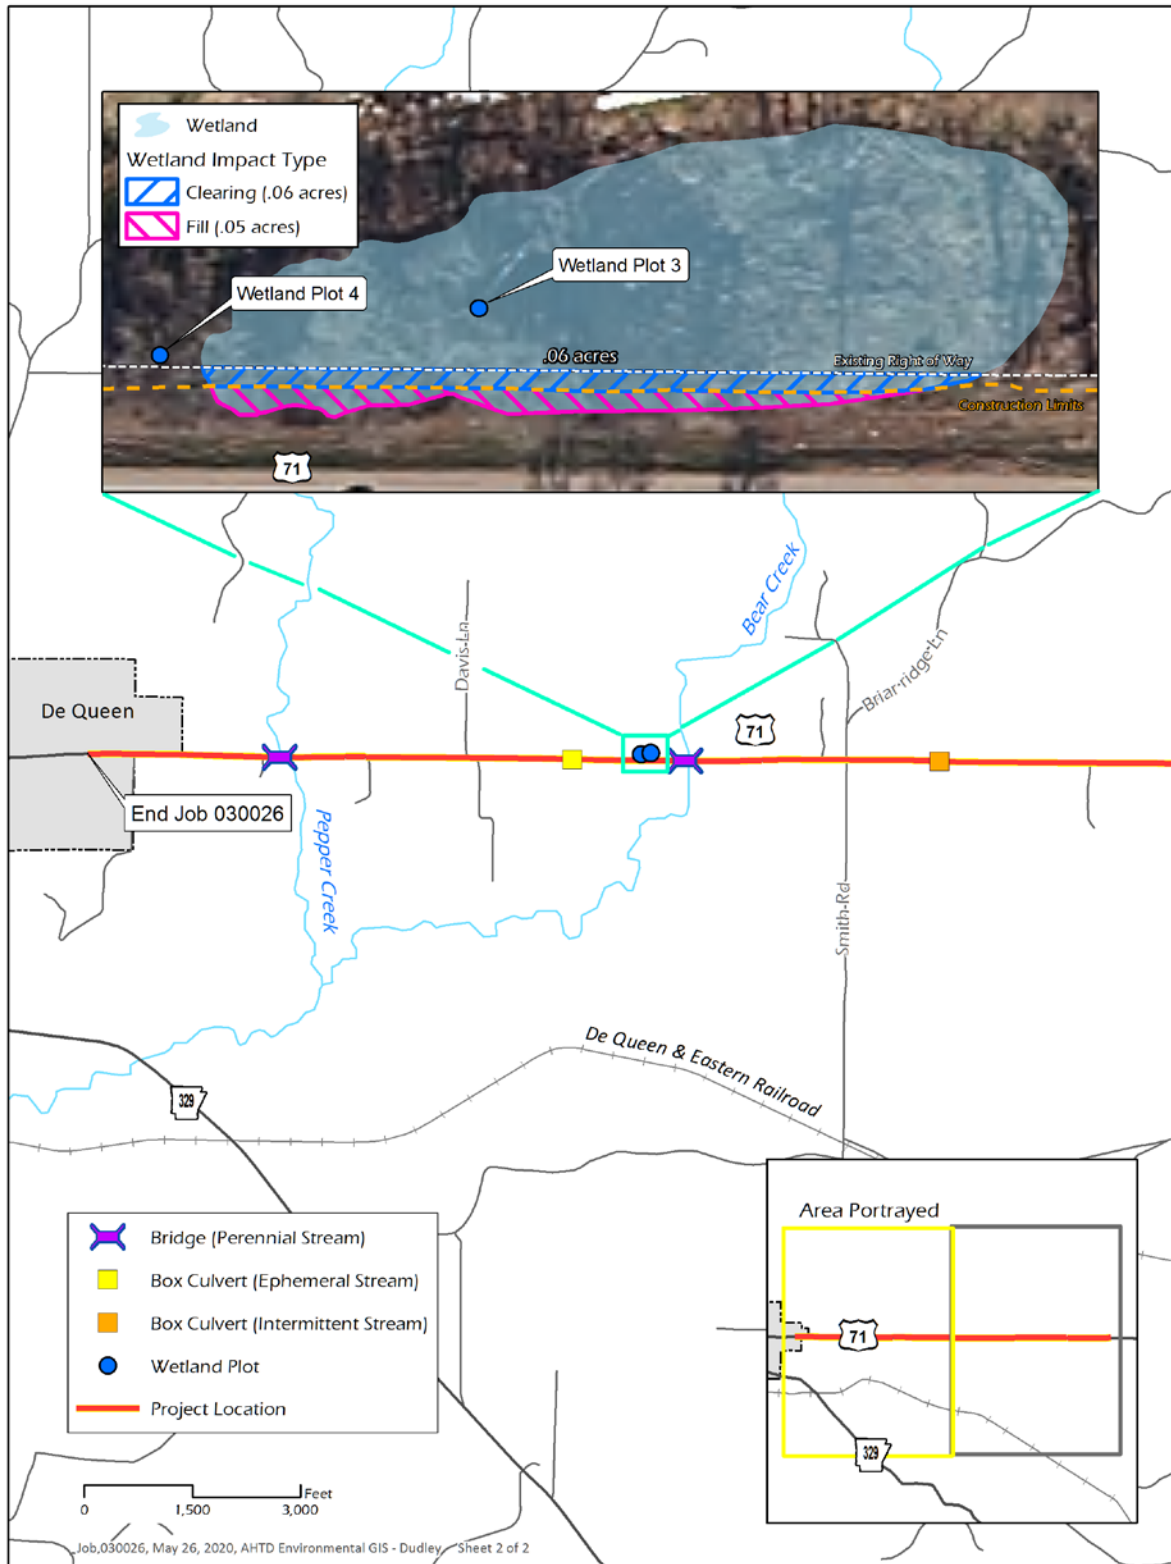 Wetland
Wetland Impact Type
Clearing (.06 acres)
Fill (.05 acres)
Wetland Plot 3
Wetland Plot 4
.06 acres
Existing Right of Way
Construction Limits
71
Bear Creek
Davis Ln
Briar ridge Ln
De Queen
71
End Job 030026
Pepper Creek
Smith Rd
De Queen & Eastern Railroad
329
Area Portrayed
71
329
Bridge (Perennial Stream)
Box Culvert (Ephemeral Stream)
Box Culvert (Intermittent Stream)
Wetland Plot
Project Location
Feet
0 1,500 3,000
Job 030026, May 26, 2020, AHTD Environmental GIS - Dudley Sheet 2 of 2